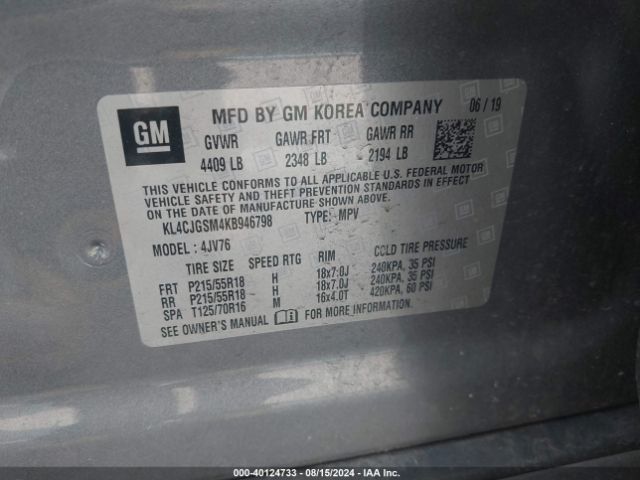 GM
MFD BY GM KOREA COMPANY 06 / 19
GVWR GAWR FRT GAWR RR
4409 LB 2348 LB 2194 LB
THIS VEHICLE CONFORMS TO ALL APPLICABLE U.S. FEDERAL MOTOR
VEHICLE SAFETY AND THEFT PREVENTION STANDARDS IN EFFECT
ON THE DATE OF MANUFACTURE SHOWN ABOVE.
KL4CJGSM4KB946798 TYPE: MPV
MODEL : 4JV76
TIRE SIZE SPEED RTG RIM COLD TIRE PRESSURE
FRT P215/55R18 H 18x7.0J 240KPA, 35 PSI
RR P215/55R18 H 18x7.0J 240KPA, 35 PSI
SPA T125/70R16 M 16x4.0T 420KPA, 60 PSI
SEE OWNER'S MANUAL FOR MORE INFORMATION.
000-40124733 - 08/15/2024 - IAA Inc.